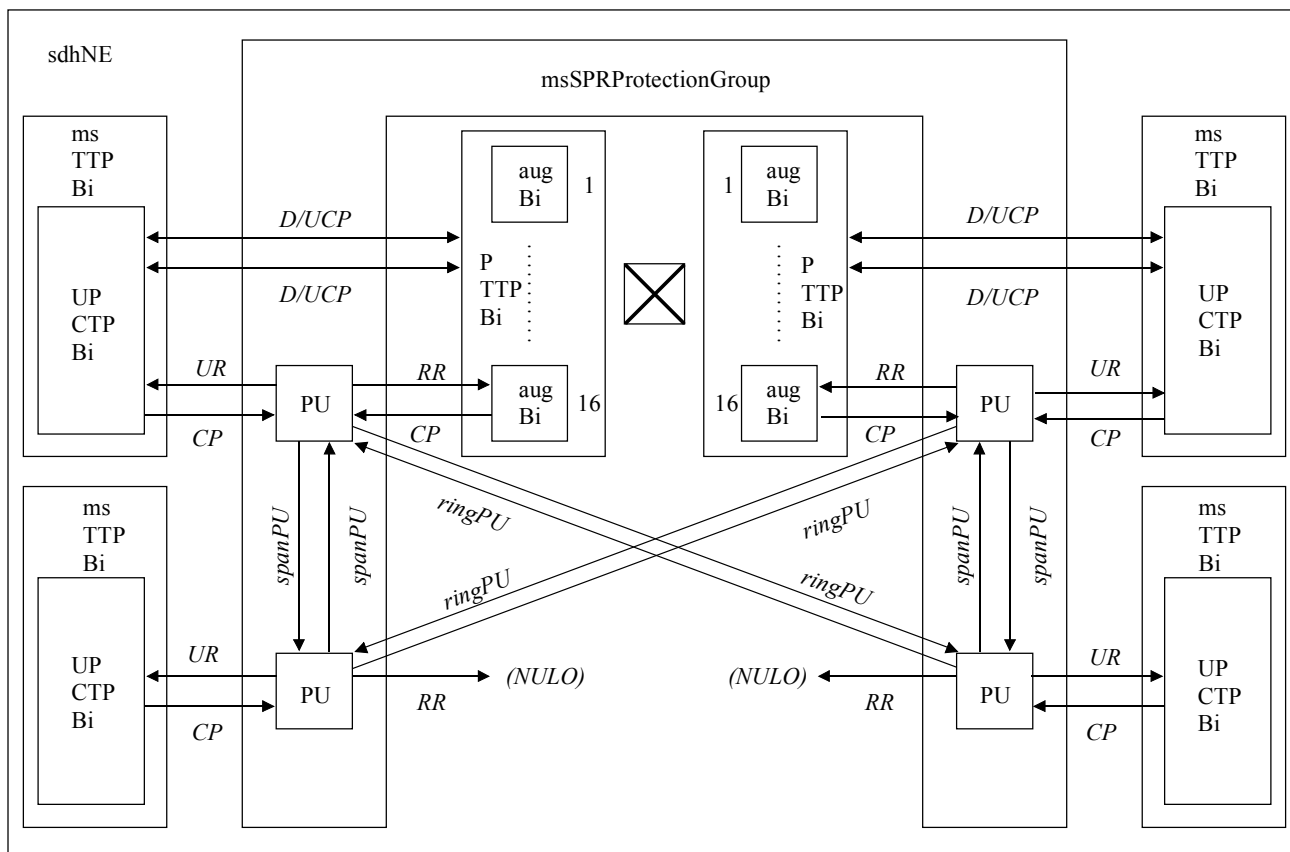 sdhNE
msSPRProtectionGroup
ms
TTP
Bi
UP
CTP
Bi
D/UCP
D/UCP
UR
CP
PU
RR
CP
aug
Bi
1
P
TTP
Bi
aug
Bi
16
1
aug
Bi
P
TTP
Bi
16
aug
Bi
D/UCP
D/UCP
RR
CP
PU
UR
CP
ms
TTP
Bi
UP
CTP
Bi
spanPU
spanPU
ringPU
ringPU
ringPU
ringPU
spanPU
spanPU
ms
TTP
Bi
UP
CTP
Bi
UR
CP
PU
RR
(NULO)
(NULO)
RR
PU
UR
CP
ms
TTP
Bi
UP
CTP
Bi